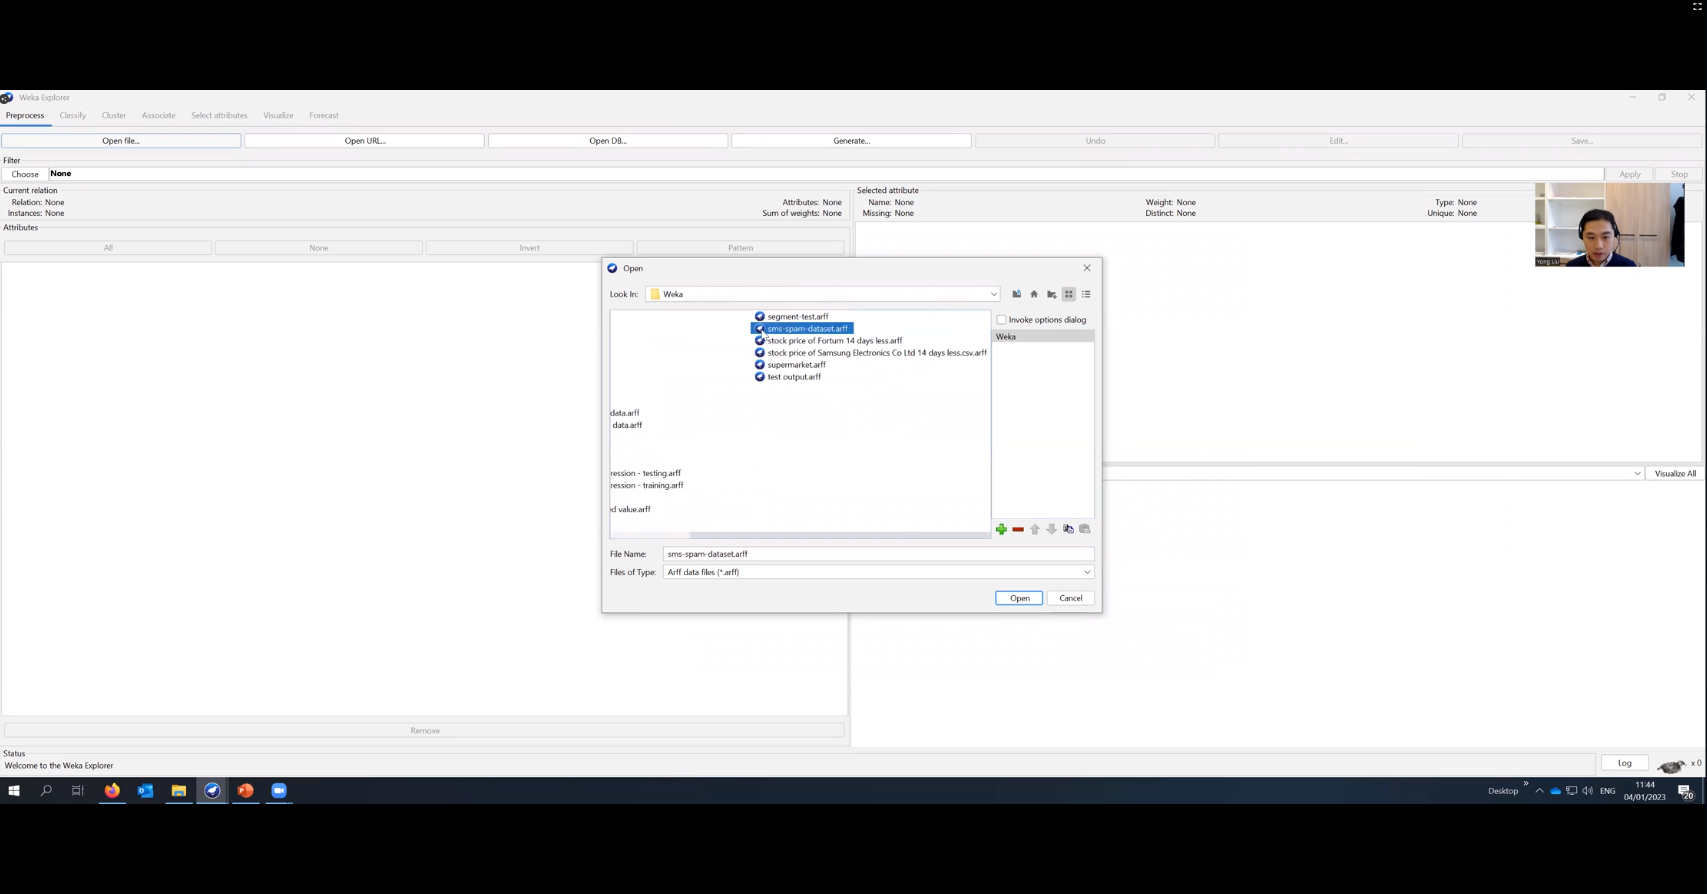 Weka Explorer
Preprocess Classify Cluster Associate Select attributes Visualize Forecast
Open file... Open URL... Open DB... Generate... Undo Edit... Save...
Filter
Choose None Apply Stop
Current relation
Relation: None Attributes: None
Instances: None Sum of weights: None
Selected attribute
Name: None Weight: None Type: None
Missing: None Distinct: None Unique: None
Attributes
All None Invert Pattern
Yong Liu
Open
Look In: Weka
segment-test.arff
sms-spam-dataset.arff
stock price of Fortum 14 days less.arff
stock price of Samsung Electronics Co Ltd 14 days less.csv.arff
supermarket.arff
test output.arff
data.arff
data.arff
ression - testing.arff
ression - training.arff
ed value.arff
Invoke options dialog
Weka
File Name: sms-spam-dataset.arff
Files of Type: Arff data files (*.arff)
Open Cancel
Visualize All
Remove
Status
Welcome to the Weka Explorer
Log x 0
Desktop ENG 11:44
04/01/2023 20